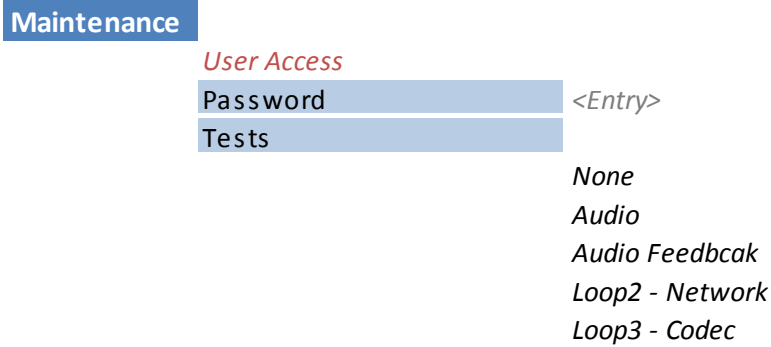 Maintenance
User Access
Password <Entry>
Tests
None
Audio
Audio Feedbcak
Loop2 - Network
Loop3 - Codec